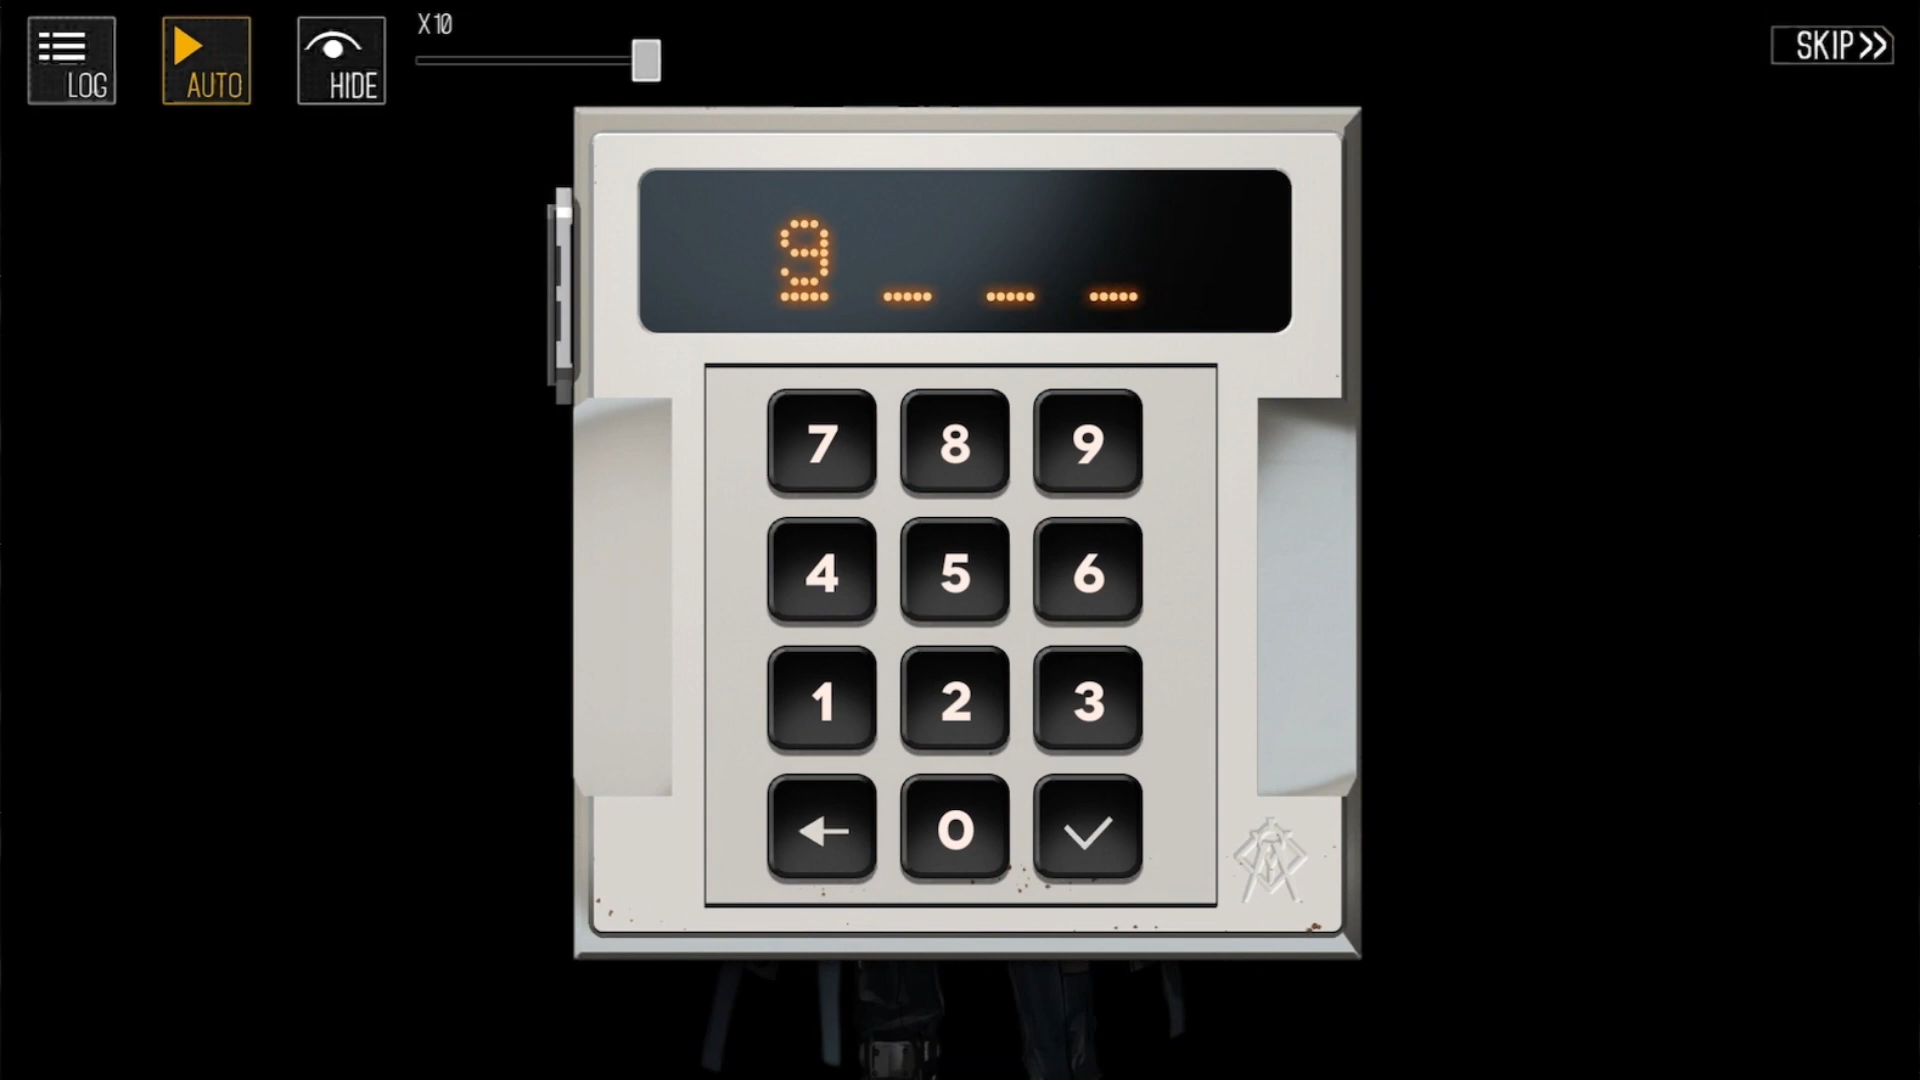 X10
LOG
AUTO
HIDE
SKIP
9 _ _ _
7 8 9
4 5 6
1 2 3
0